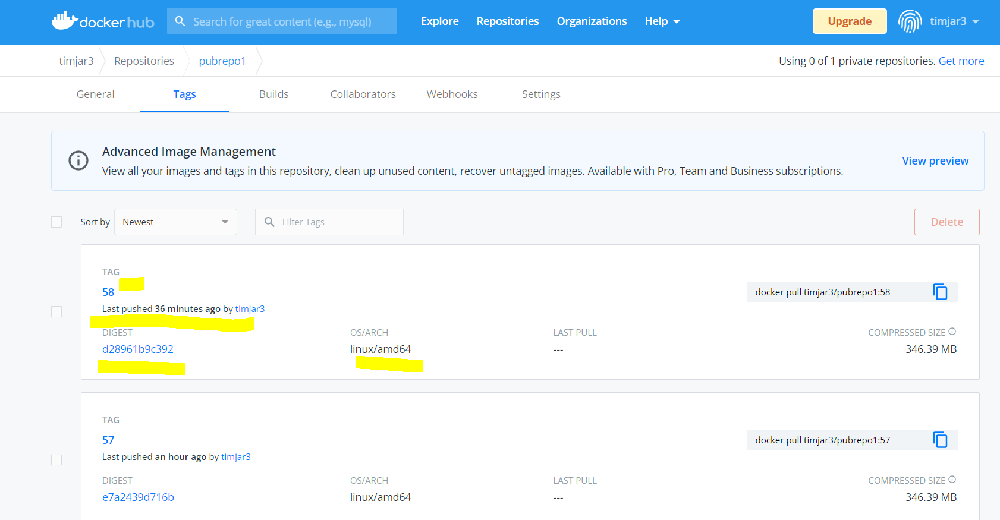 docker hub
Search for great content (e.g., mysql)
Explore
Repositories
Organizations
Help
Upgrade
timjar3
timjar3
Repositories
pubrepo1
Using 0 of 1 private repositories. Get more
General
Tags
Builds
Collaborators
Webhooks
Settings
Advanced Image Management
View all your images and tags in this repository, clean up unused content, recover untagged images. Available with Pro, Team and Business subscriptions.
View preview
Sort by
Newest
Filter Tags
Delete
TAG
58
docker pull timjar3/pubrepo1:58
Last pushed 36 minutes ago by timjar3
DIGEST
OS/ARCH
LAST PULL
COMPRESSED SIZE
d28961b9c392
linux/amd64
---
346.39 MB
TAG
57
docker pull timjar3/pubrepo1:57
Last pushed an hour ago by timjar3
DIGEST
OS/ARCH
LAST PULL
COMPRESSED SIZE
e7a2439d716b
linux/amd64
---
346.39 MB